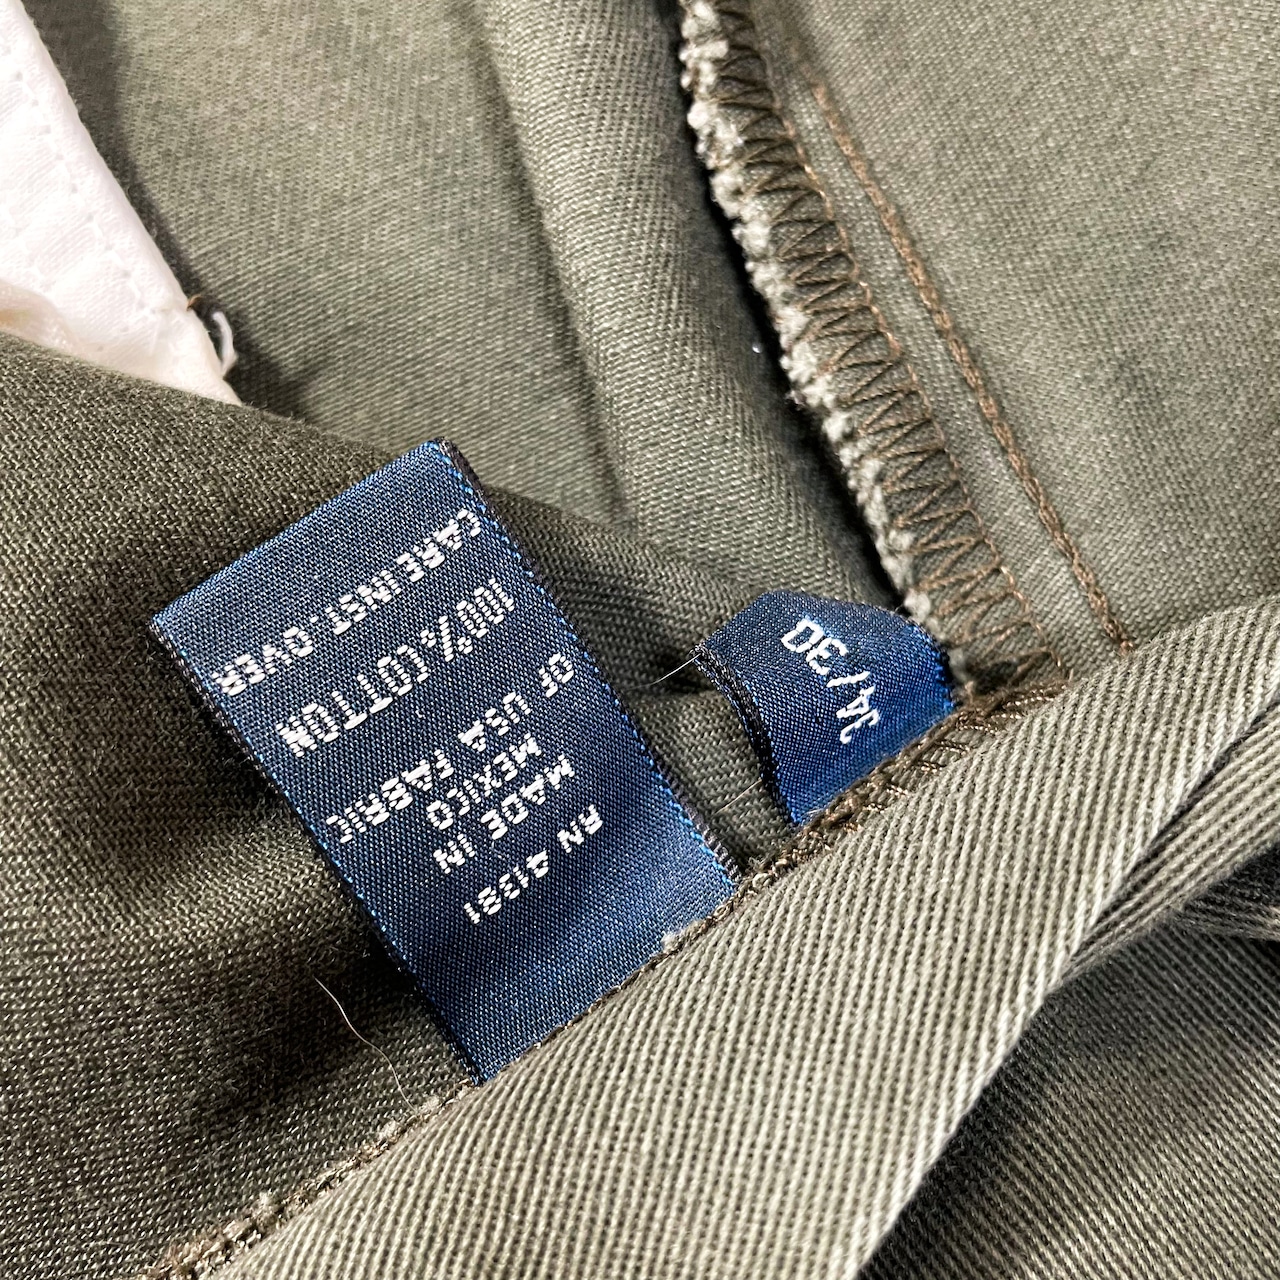 RN 41381
MADE IN
MEXICO
OF USA FABRIC
100% COTTON
CARE INST. OVER
34/30